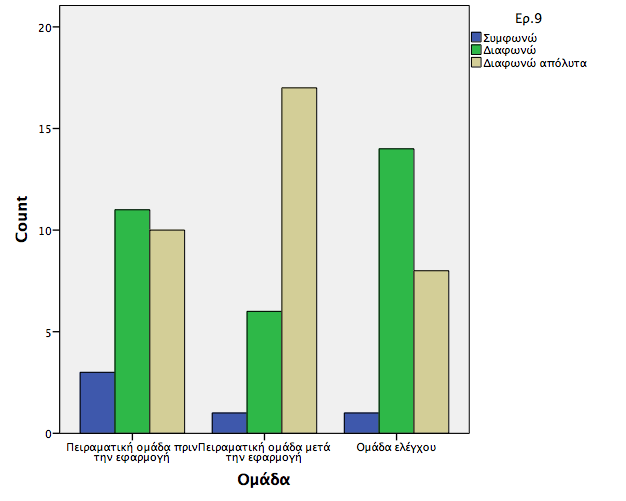 Ερ.9
Συμφωνώ
Διαφωνώ
Διαφωνώ απόλυτα
20
15
10
5
0
Count
Πειραματική ομάδα πριν
την εφαρμογή
Πειραματική ομάδα μετά
την εφαρμογή
Ομάδα ελέγχου
Ομάδα